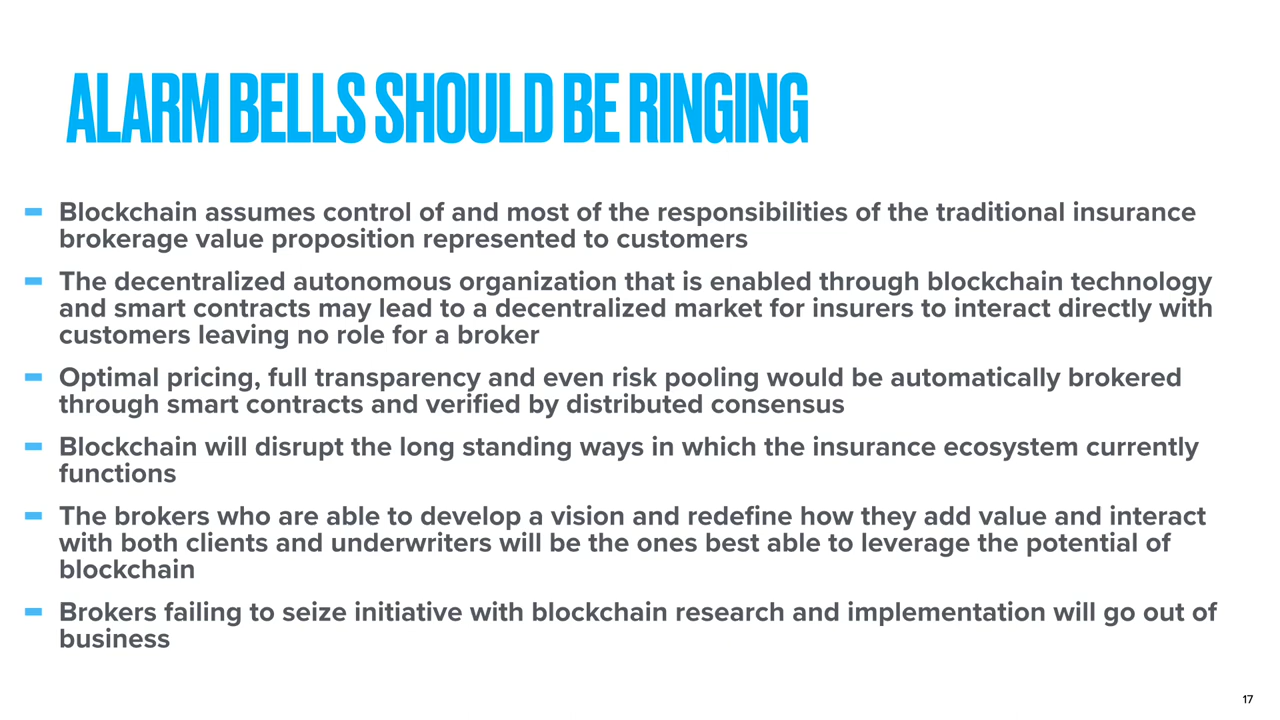 ALARM BELLS SHOULD BE RINGING
Blockchain assumes control of and most of the responsibilities of the traditional insurance
brokerage value proposition represented to customers
The decentralized autonomous organization that is enabled through blockchain technology
and smart contracts may lead to a decentralized market for insurers to interact directly with
customers leaving no role for a broker
Optimal pricing, full transparency and even risk pooling would be automatically brokered
through smart contracts and verified by distributed consensus
Blockchain will disrupt the long standing ways in which the insurance ecosystem currently
functions
The brokers who are able to develop a vision and redefine how they add value and interact
with both clients and underwriters will be the ones best able to leverage the potential of
blockchain
Brokers failing to seize initiative with blockchain research and implementation will go out of
business
17